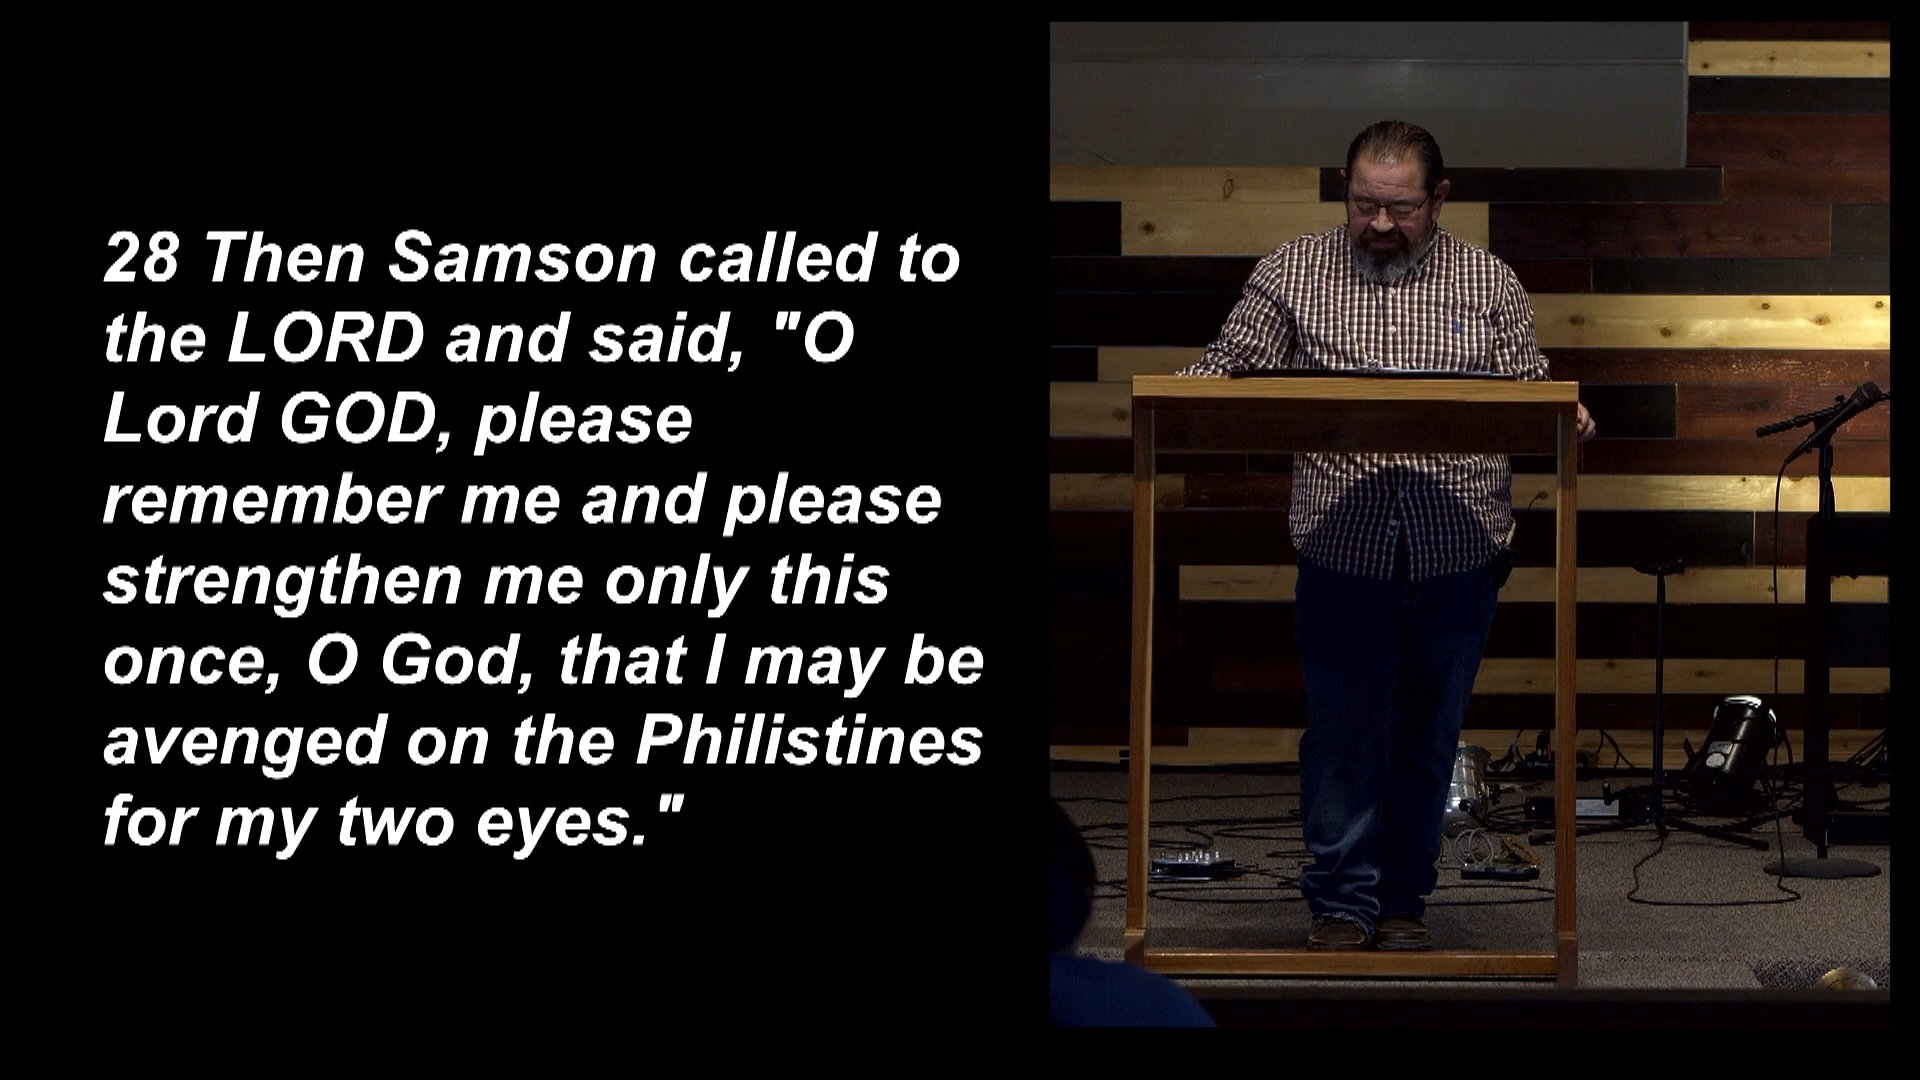 28 Then Samson called to
the LORD and said, "O
Lord GOD, please
remember me and please
strengthen me only this
once, O God, that I may be
avenged on the Philistines
for my two eyes."